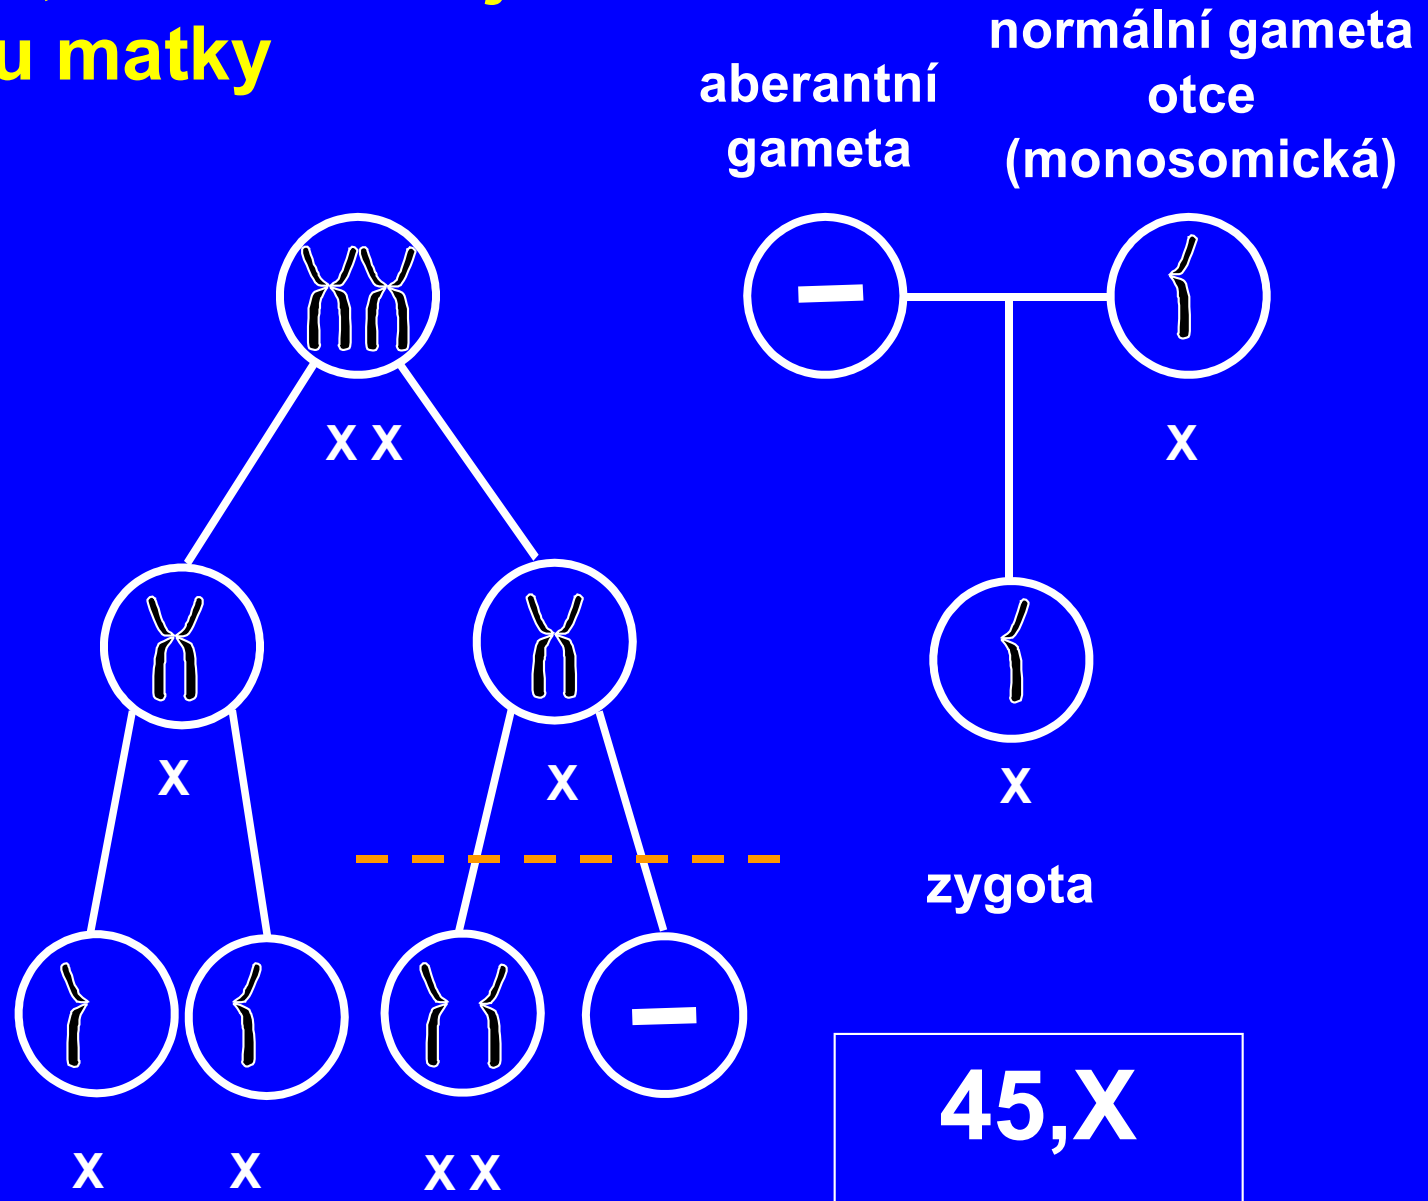 u matky
aberantní
gameta
normální gameta
otce
(monosomická)
X X
X
X
X
X
zygota
X
X
X X
45,X